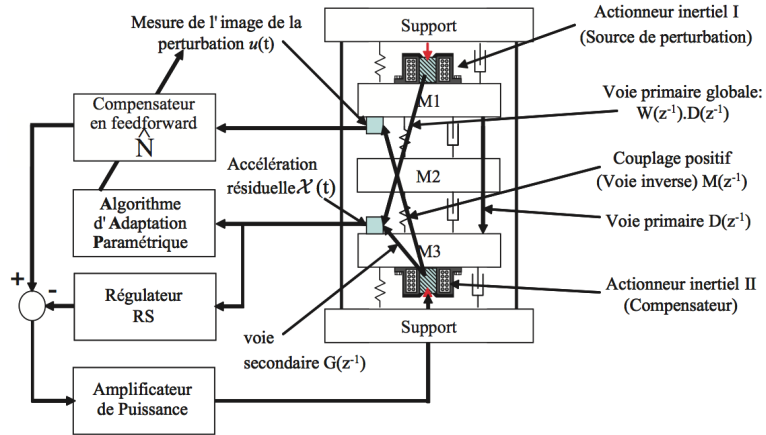 Support
Actionneur inertiel I
(Source de perturbation)
Mesure de l'image de la
perturbation u(t)
M1
Compensateur
en feedforward
N̂
Voie primaire globale:
W(z⁻¹).D(z⁻¹)
Accélération
résiduelle χ(t)
M2
Couplage positif
(Voie inverse) M(z⁻¹)
Algorithme
d'Adaptation
Paramétrique
Voie primaire D(z⁻¹)
M3
+
-
Régulateur
RS
Actionneur inertiel II
(Compensateur)
Support
voie
secondaire G(z⁻¹)
Amplificateur
de Puissance